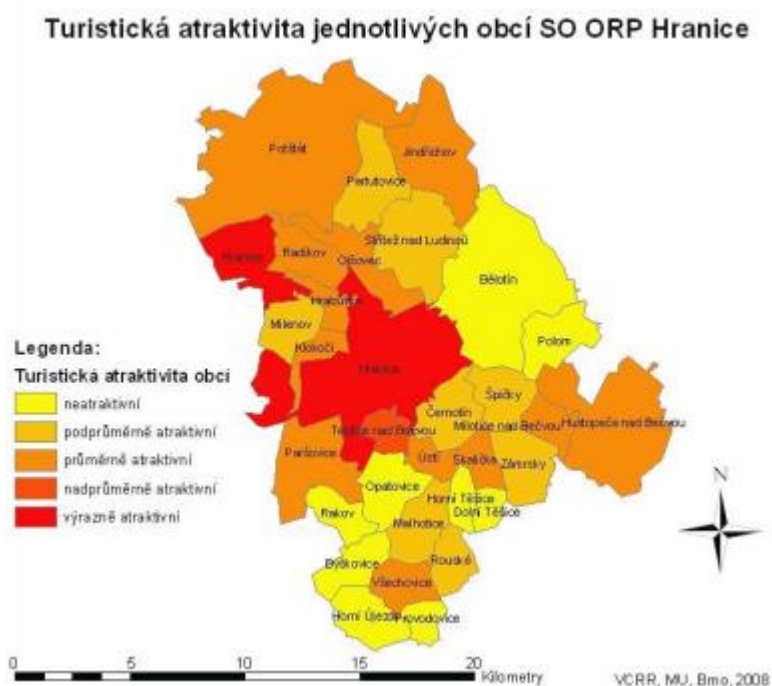 Turistická atraktivita jednotlivých obcí SO ORP Hranice
Potštát
Jindřichov
Partutovice
Střítež nad Ludinou
Hranice
Radíkov
Olšovec
Bělotín
Hrabůvka
Milenov
Klokočí
Polom
Hranice
Legenda:
Turistická atraktivita obcí
neatraktivní
podprůměrně atraktivní
průměrně atraktivní
nadprůměrně atraktivní
výrazně atraktivní
Špičky
Černotín
Hustopeče nad Bečvou
Milotice nad Bečvou
Teplice nad Bečvou
Paršovice
Ústí
Skalička
Zámrsky
Opatovice
Horní Těšice
Dolní Těšice
Rakov
Malhotice
Býškovice
Rouské
Všechovice
Horní Újezd
Provodovice
N
0 5 10 15 20
Kilometry
VCRR, MU, Brno, 2008